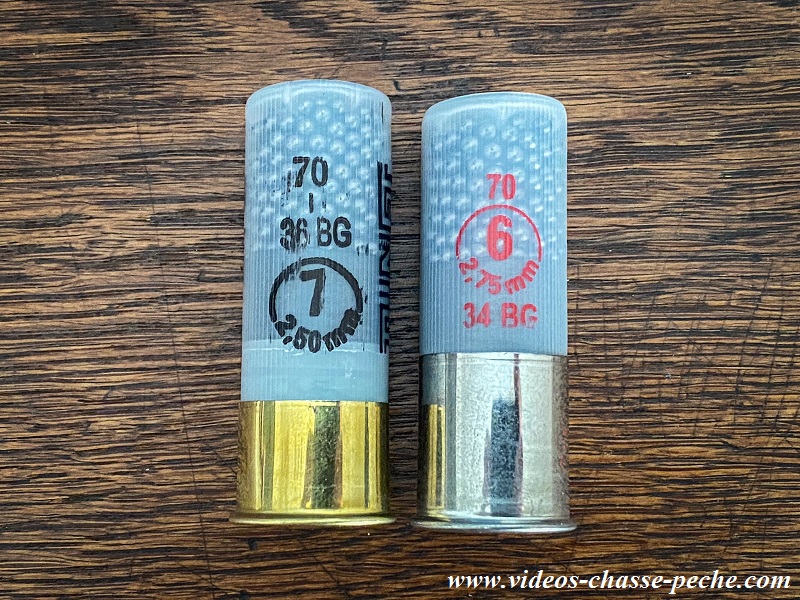 70
36 BG
7
2,50 mm
70
6
2,75 mm
34 BG
www.videos-chasse-peche.com